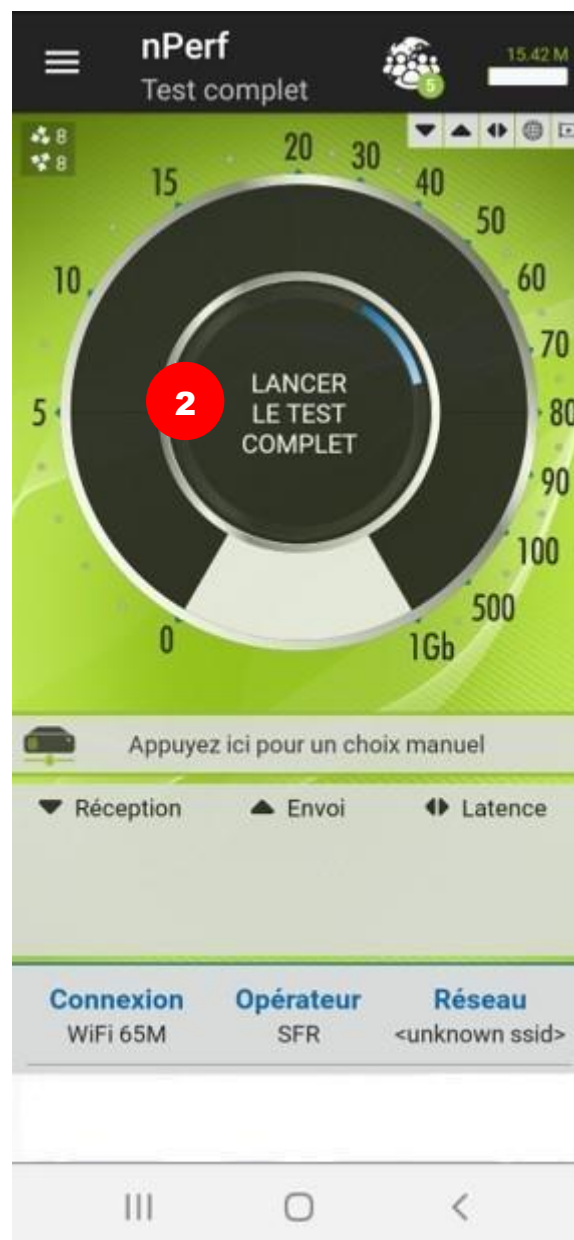 nPerf
Test complet
5
15.42 M
8
8
0
5
10
15
20
30
40
50
60
70
80
90
100
500
1Gb
2
LANCER
LE TEST
COMPLET
Appuyez ici pour un choix manuel
Réception Envoi Latence
Connexion Opérateur Réseau
WiFi 65M SFR <unknown ssid>